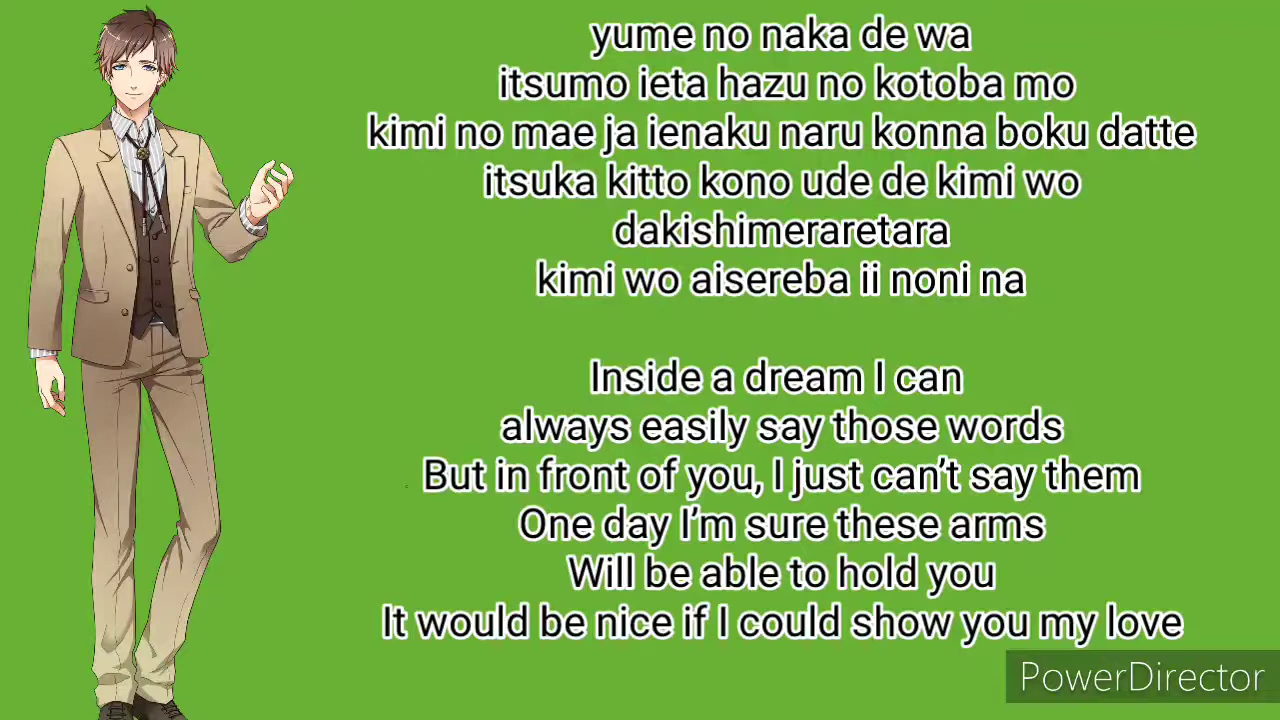 yume no naka de wa
itsumo ieta hazu no kotoba mo
kimi no mae ja ienaku naru konna boku datte
itsuka kitto kono ude de kimi wo
dakishimeraretara
kimi wo aisereba ii noni na
Inside a dream I can
always easily say those words
But in front of you, I just can’t say them
One day I’m sure these arms
Will be able to hold you
It would be nice if I could show you my love
PowerDirector